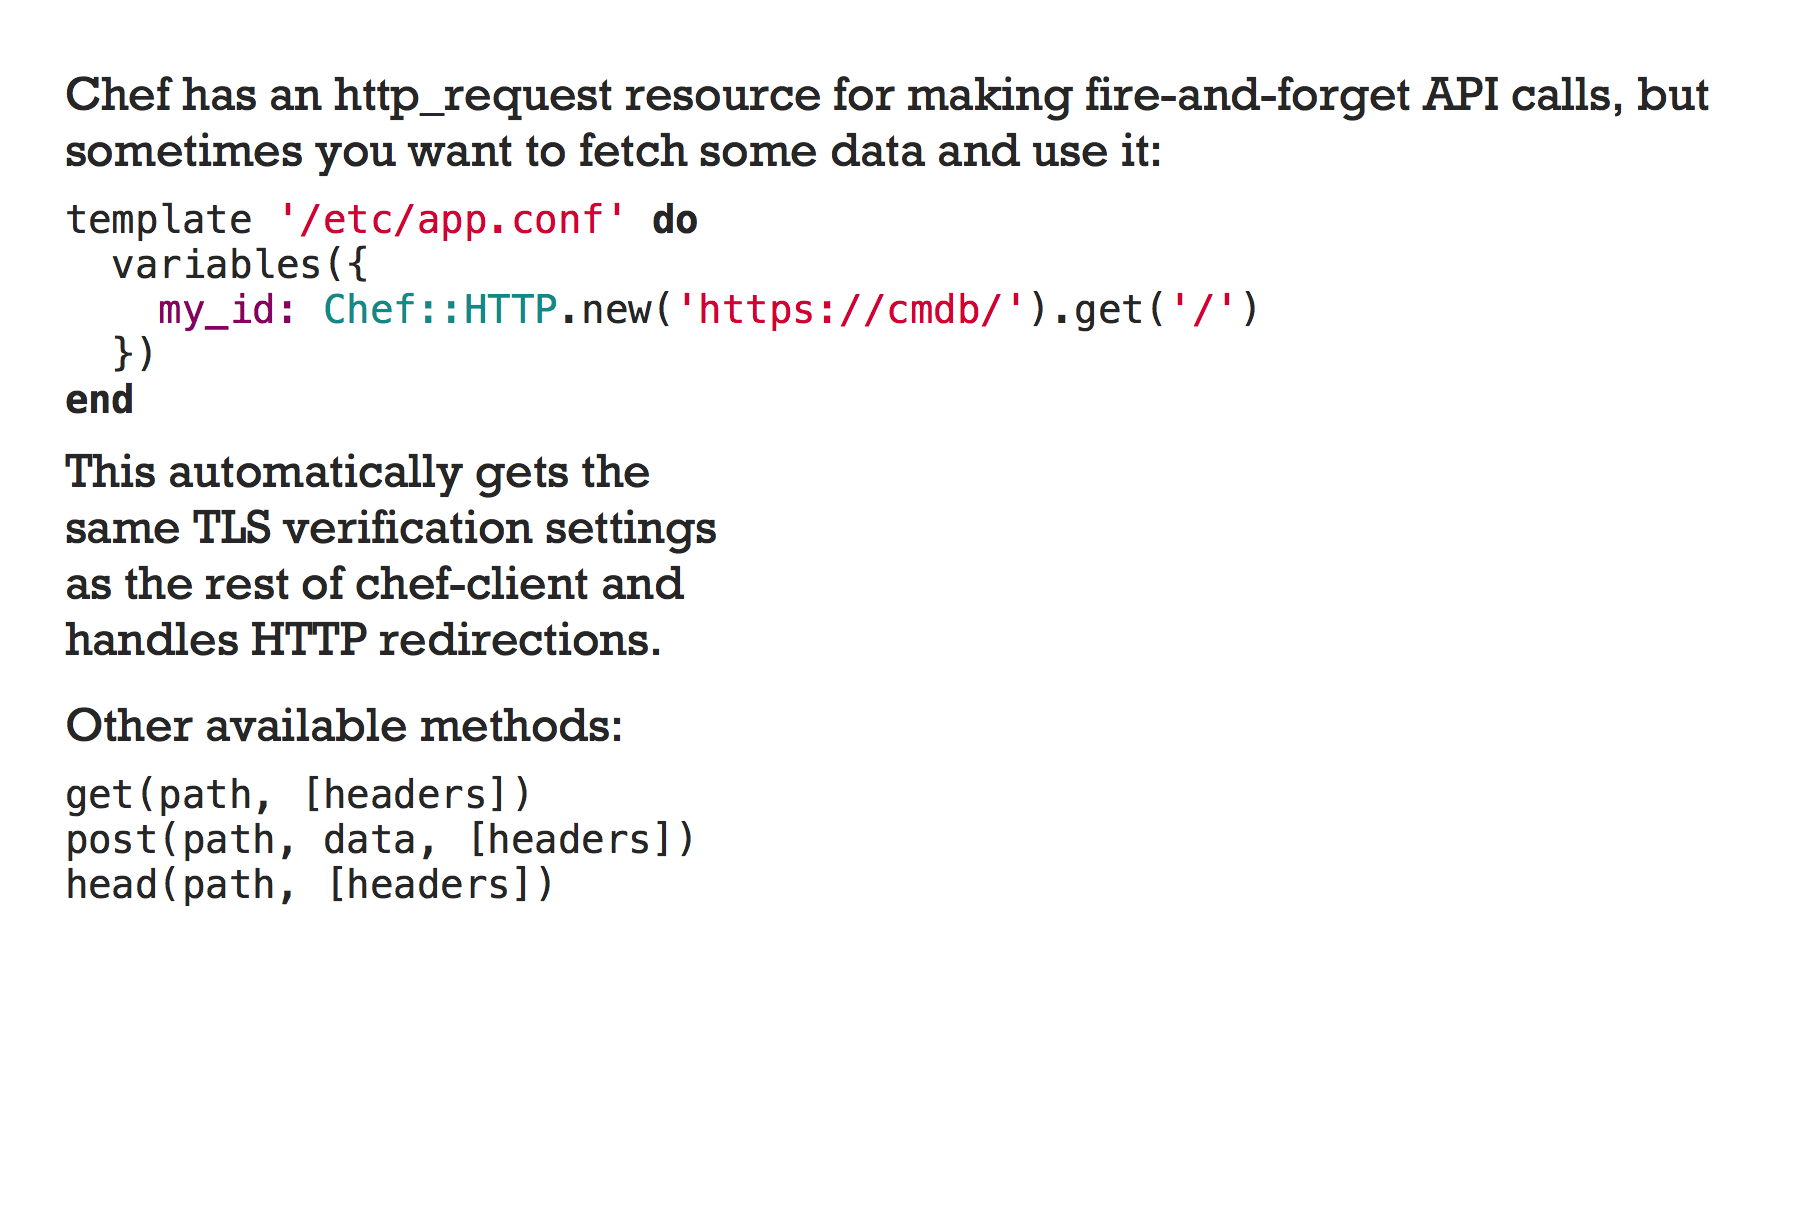 Chef has an http_request resource for making fire-and-forget API calls, but
sometimes you want to fetch some data and use it:
template '/etc/app.conf' do
  variables({
    my_id: Chef::HTTP.new('https://cmdb/').get('/')
  })
end
This automatically gets the
same TLS verification settings
as the rest of chef-client and
handles HTTP redirections.
Other available methods:
get(path, [headers])
post(path, data, [headers])
head(path, [headers])